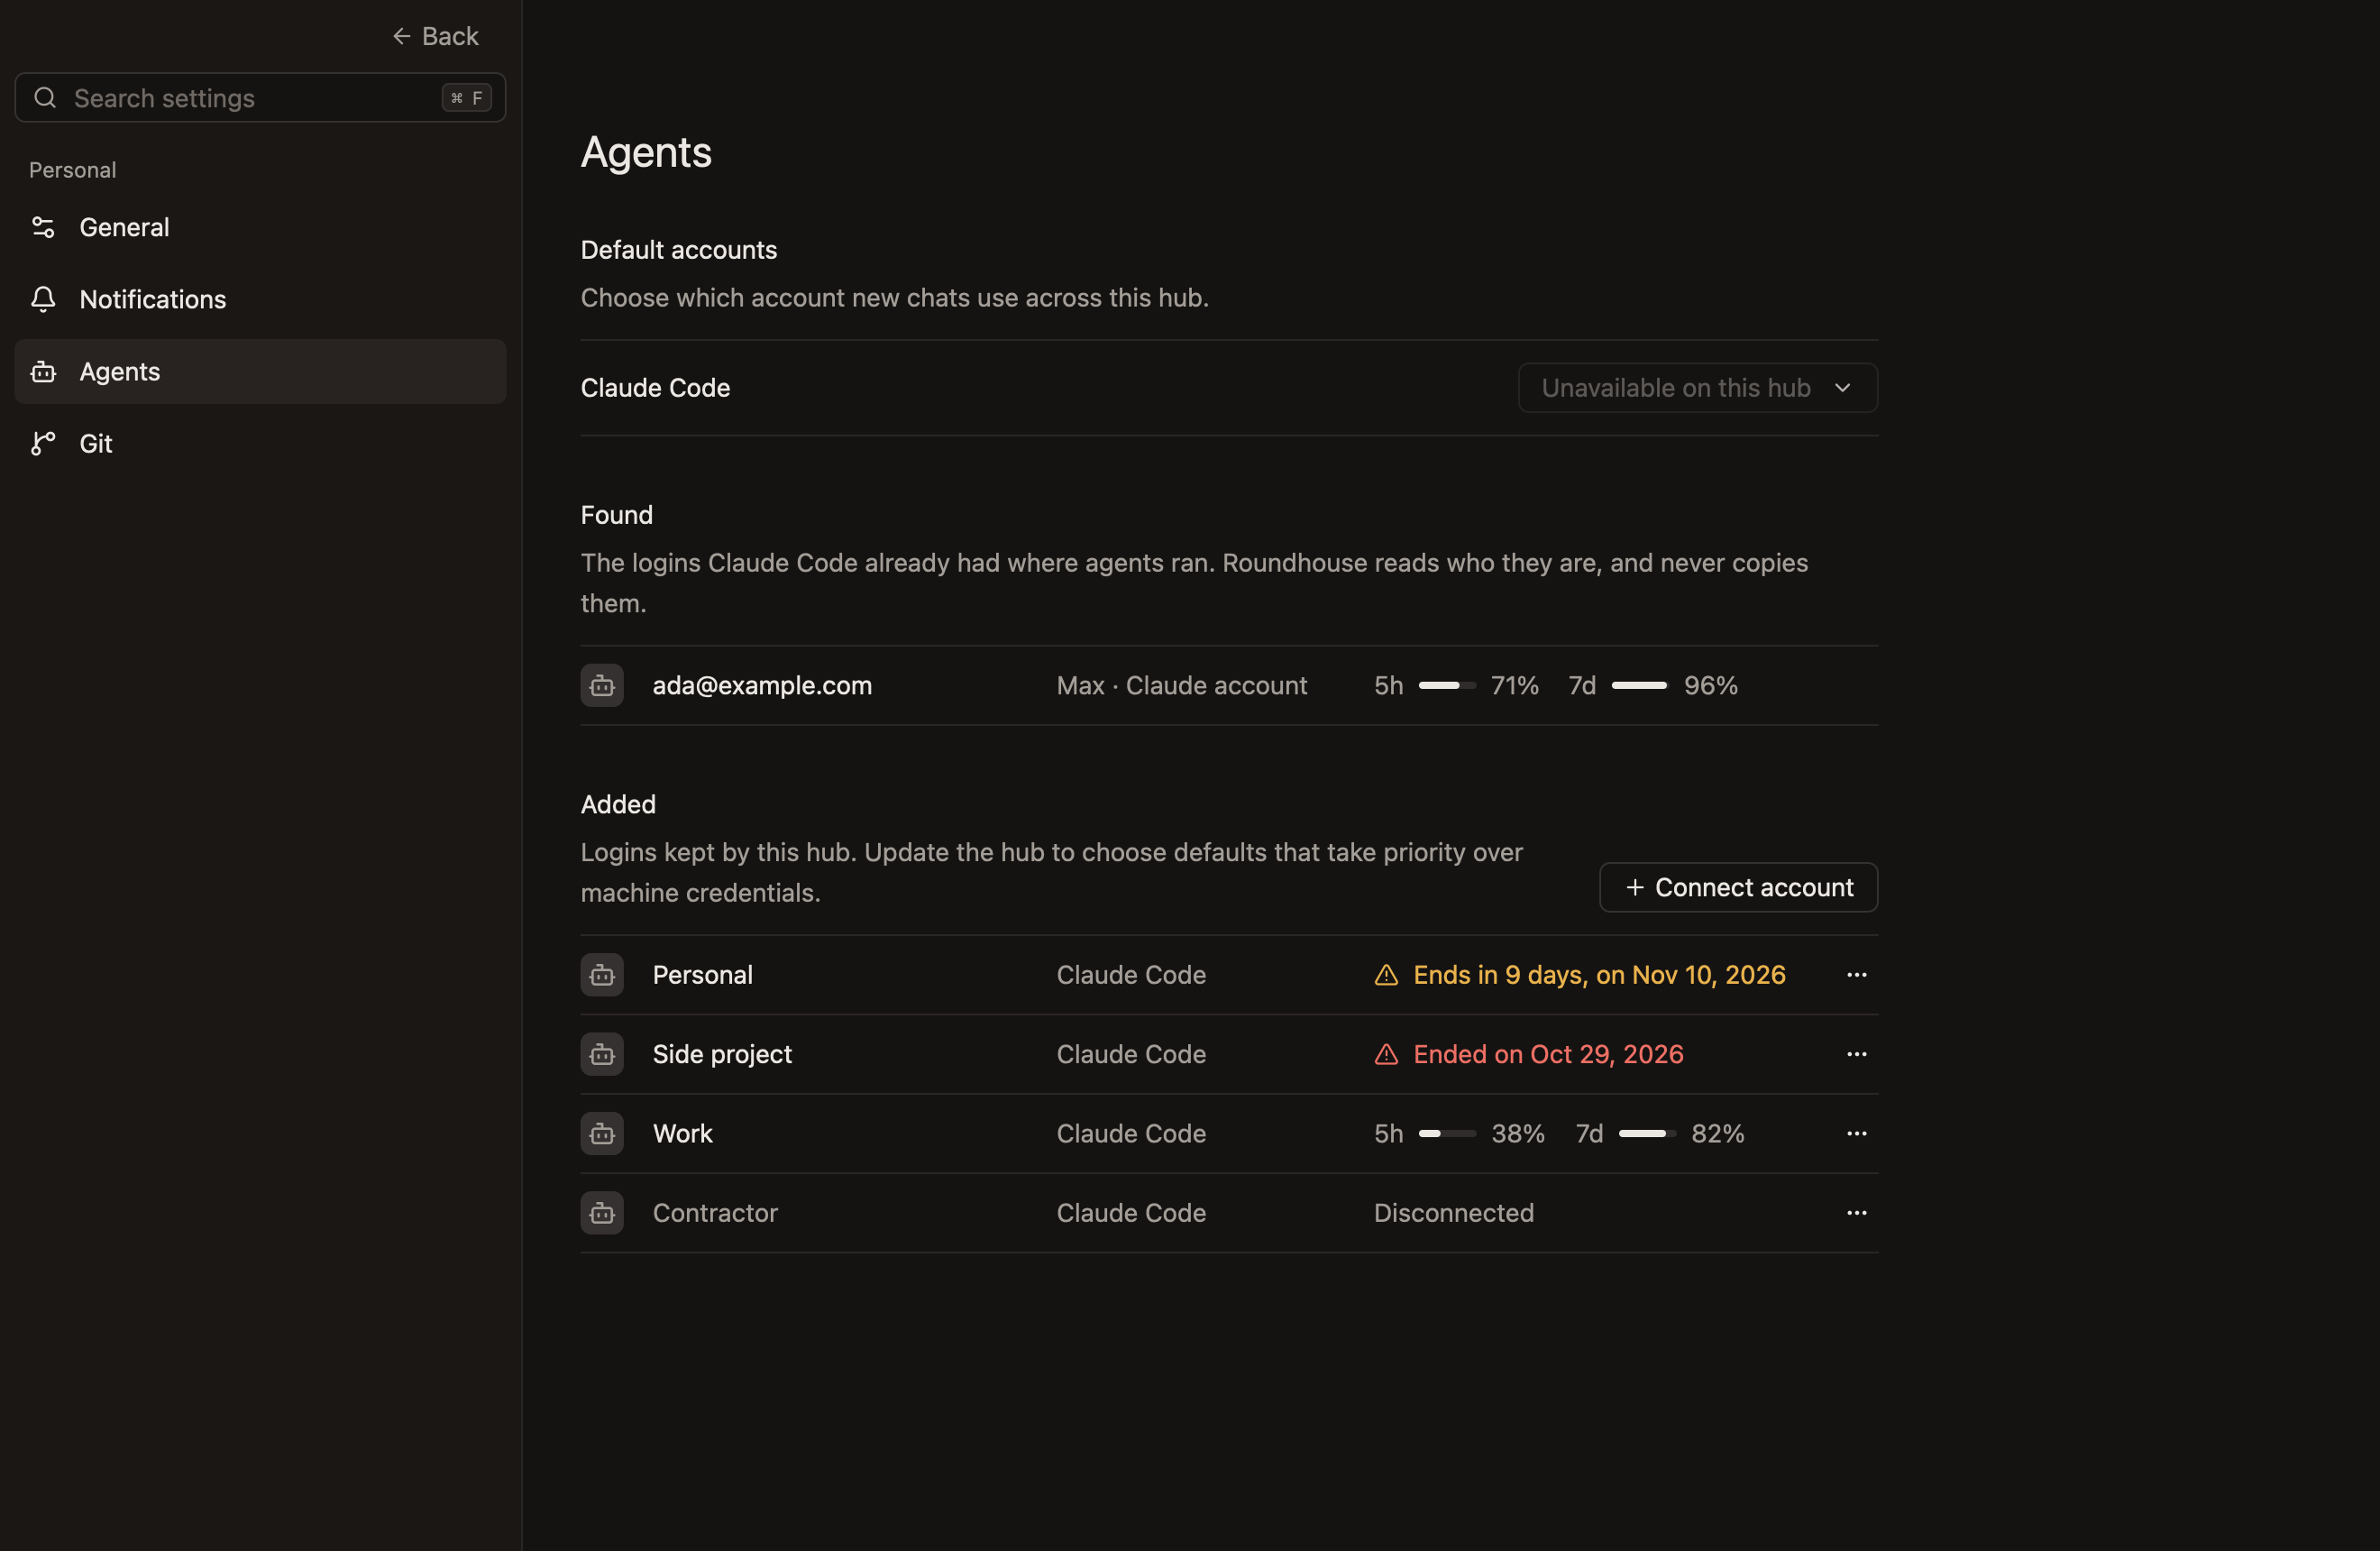 Back
Search settings
⌘ F
Personal
General
Notifications
Agents
Git
Agents
Default accounts
Choose which account new chats use across this hub.
Claude Code
Unavailable on this hub
Found
The logins Claude Code already had where agents ran. Roundhouse reads who they are, and never copies
them.
ada@example.com Max · Claude account 5h 71% 7d 96%
Added
Logins kept by this hub. Update the hub to choose defaults that take priority over
machine credentials.
+ Connect account
Personal Claude Code Ends in 9 days, on Nov 10, 2026
Side project Claude Code Ended on Oct 29, 2026
Work Claude Code 5h 38% 7d 82%
Contractor Claude Code Disconnected